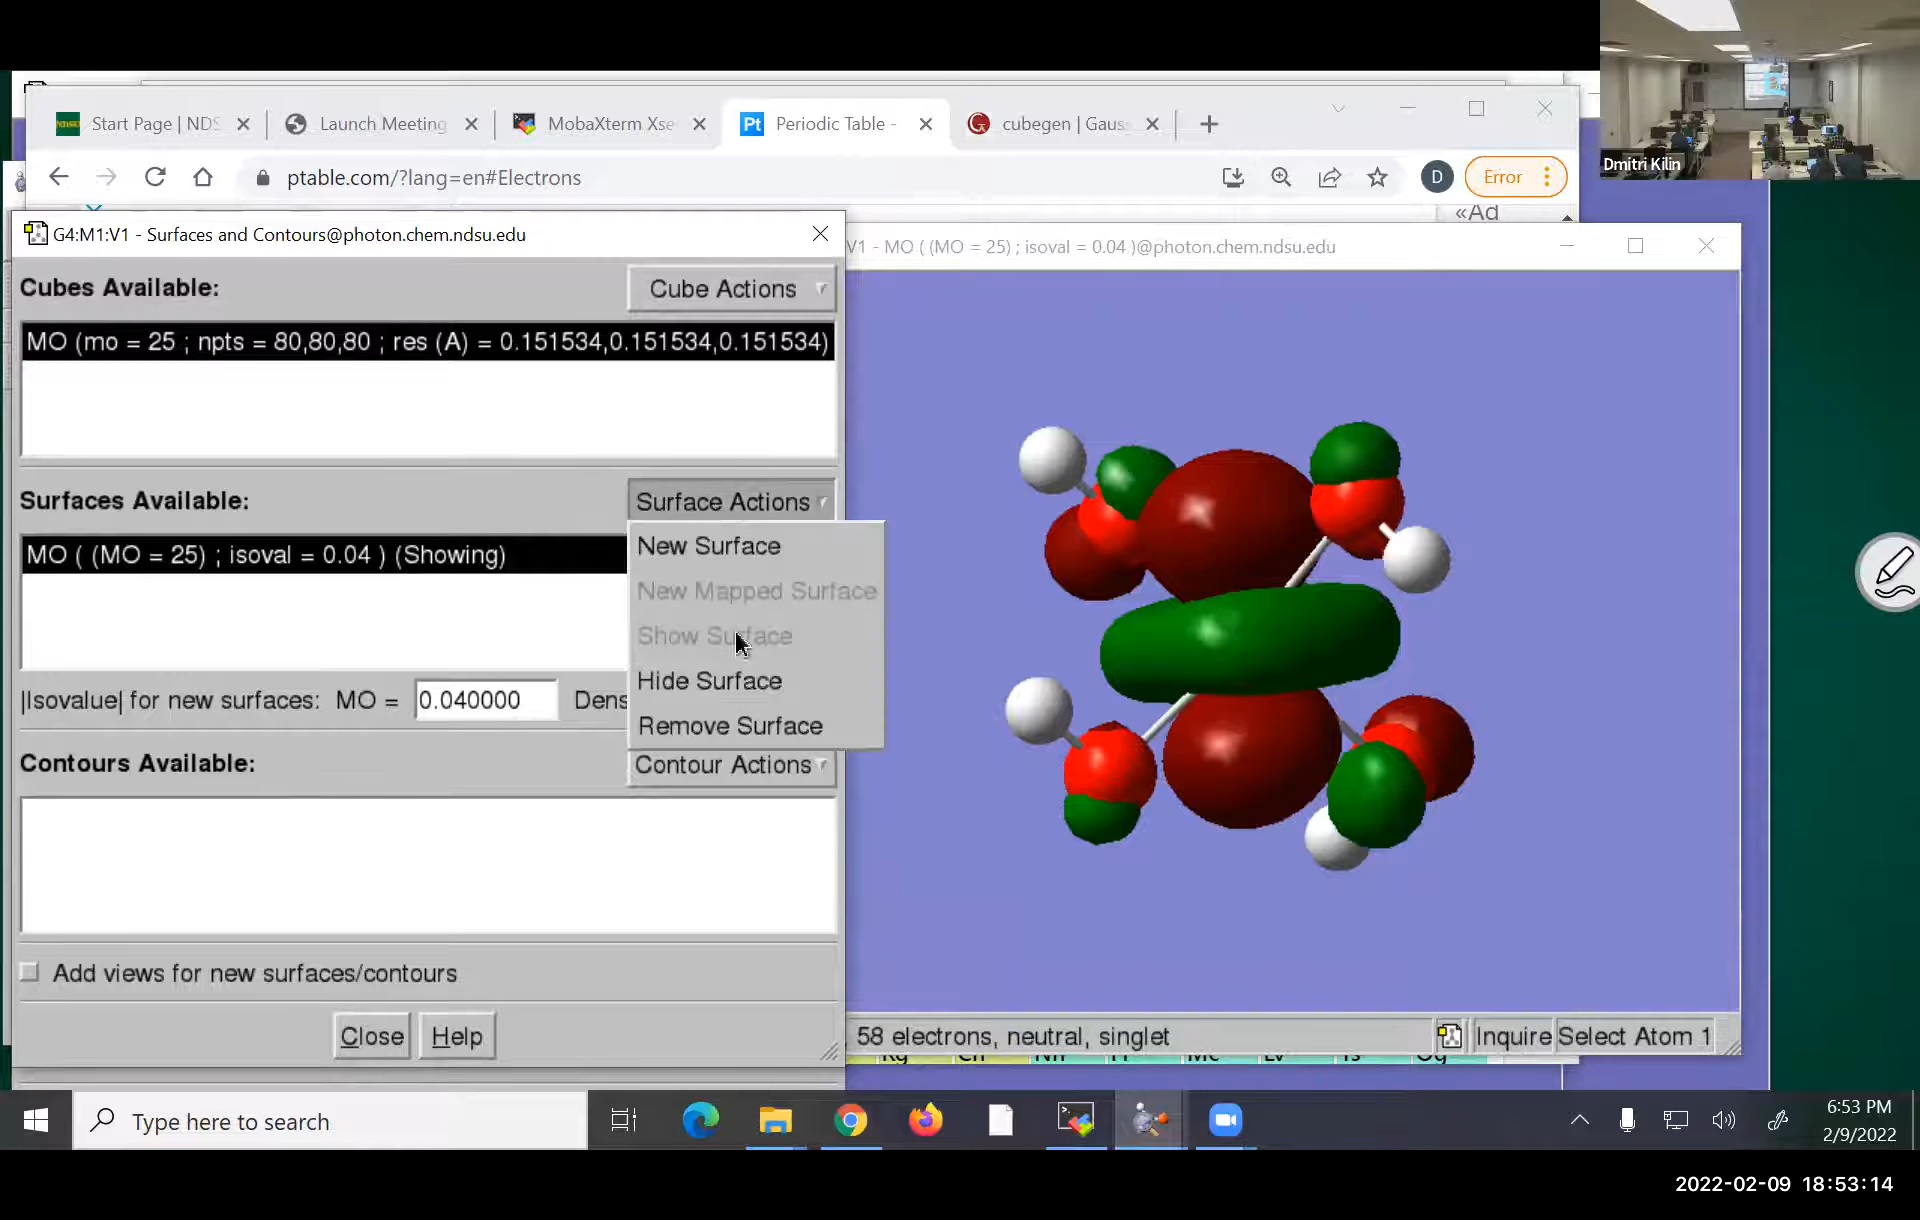 Dmitri Kilin
Start Page | NDS
Launch Meeting
MobaXterm Xse
Pt
Periodic Table -
cubegen | Gaus
ptable.com/?lang=en#Electrons
D
Error
«Ad
G4:M1:V1 - Surfaces and Contours@photon.chem.ndsu.edu
V1 - MO ( (MO = 25) ; isoval = 0.04 )@photon.chem.ndsu.edu
Cubes Available:
Cube Actions
MO (mo = 25 ; npts = 80,80,80 ; res (A) = 0.151534,0.151534,0.151534)
Surfaces Available:
Surface Actions
MO ( (MO = 25) ; isoval = 0.04 ) (Showing)
New Surface
New Mapped Surface
Show Surface
Hide Surface
Remove Surface
|Isovalue| for new surfaces: MO = 0.040000 Dens
Contours Available:
Contour Actions
Add views for new surfaces/contours
Close
Help
58 electrons, neutral, singlet
Inquire
Select Atom 1
Type here to search
6:53 PM
2/9/2022
2022-02-09 18:53:14